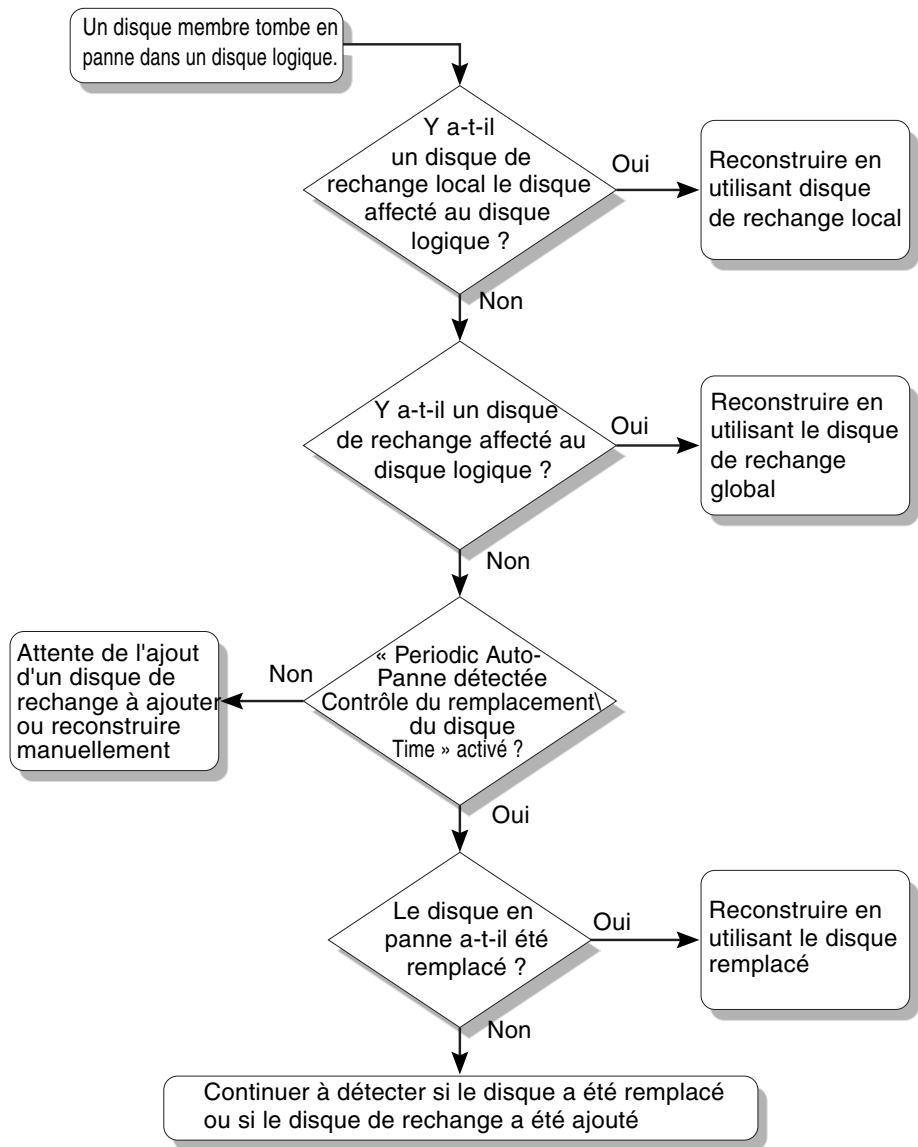 Un disque membre tombe en
panne dans un disque logique.
Y a-t-il
un disque de
rechange local le disque
affecté au disque
logique ?
Oui
Reconstruire en
utilisant disque
de rechange local
Non
Y a-t-il un disque
de rechange affecté au
disque logique ?
Oui
Reconstruire en
utilisant le disque
de rechange
global
Non
« Periodic Auto-
Panne détectée
Contrôle du remplacement\
du disque
Time » activé ?
Non
Attente de l'ajout
d'un disque de
rechange à ajouter
ou reconstruire
manuellement
Oui
Le disque en
panne a-t-il été
remplacé ?
Oui
Reconstruire en
utilisant le disque
remplacé
Non
Continuer à détecter si le disque a été remplacé
ou si le disque de rechange a été ajouté